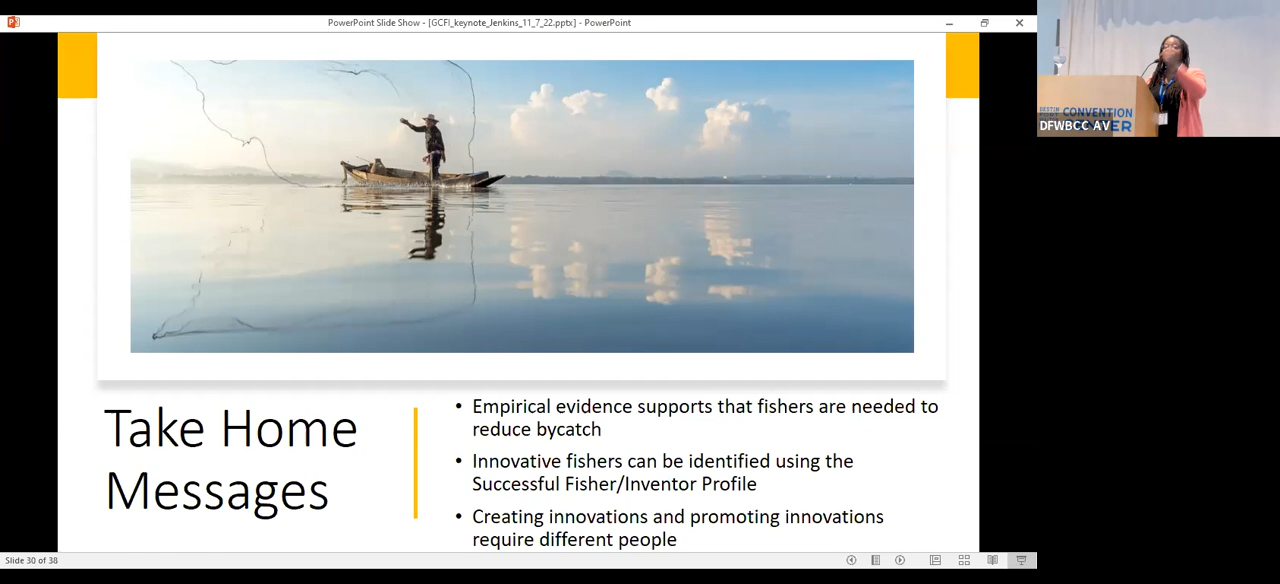 PowerPoint Slide Show - [GCFI_keynote_Jenkins_11_7_22.pptx] - PowerPoint
CONVENTION
DFWBCC AV
Take Home
Messages
• Empirical evidence supports that fishers are needed to
reduce bycatch
• Innovative fishers can be identified using the
Successful Fisher/Inventor Profile
• Creating innovations and promoting innovations
require different people
Slide 30 of 38